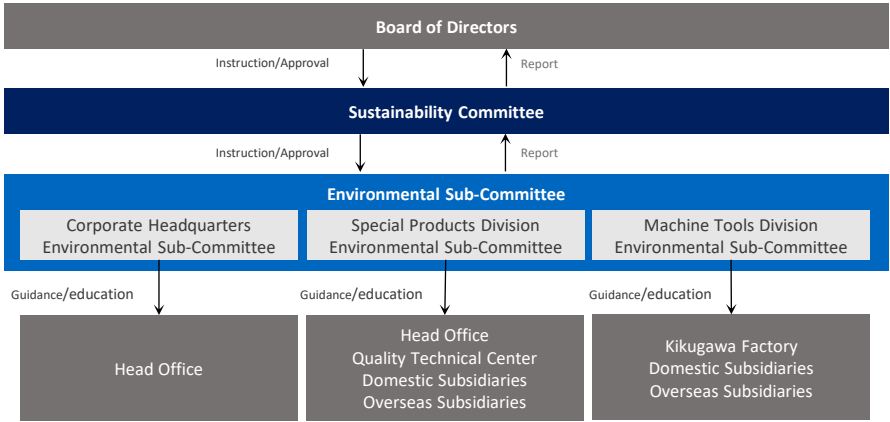 Board of Directors
Instruction/Approval
Report
Sustainability Committee
Instruction/Approval
Report
Environmental Sub-Committee
Corporate Headquarters
Environmental Sub-Committee
Special Products Division
Environmental Sub-Committee
Machine Tools Division
Environmental Sub-Committee
Guidance/education
Guidance/education
Guidance/education
Head Office
Head Office
Quality Technical Center
Domestic Subsidiaries
Overseas Subsidiaries
Kikugawa Factory
Domestic Subsidiaries
Overseas Subsidiaries